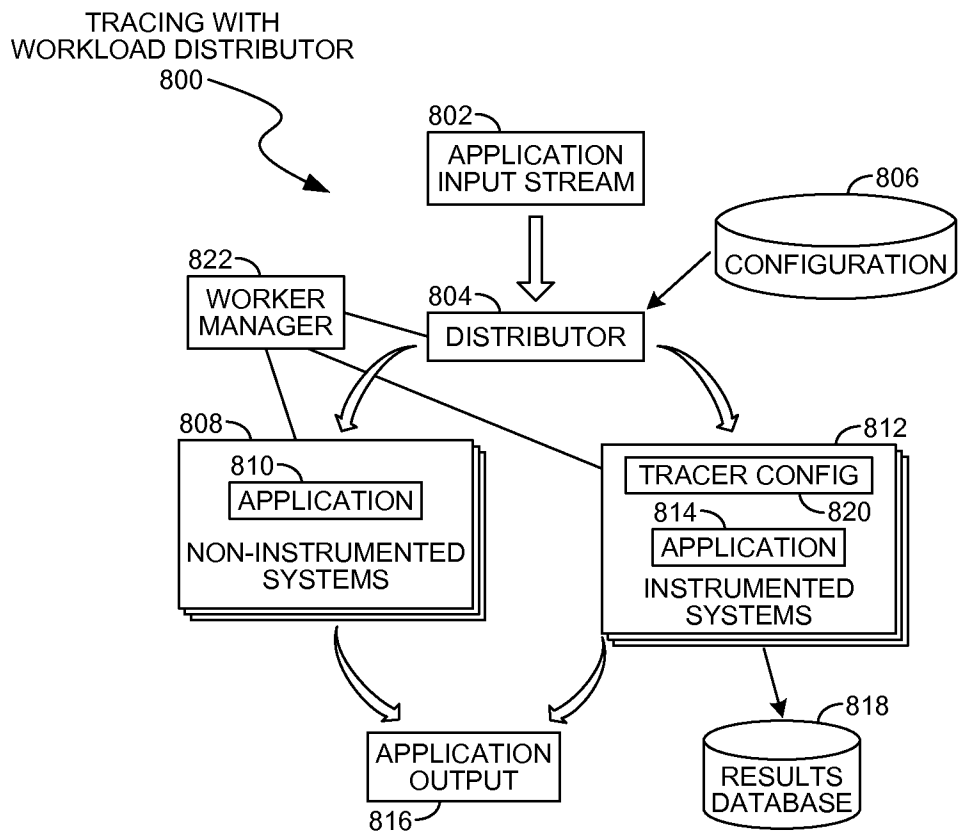 TRACING WITH
WORKLOAD DISTRIBUTOR
800
802
APPLICATION
INPUT STREAM
806
CONFIGURATION
822
WORKER
MANAGER
804
DISTRIBUTOR
808
810
APPLICATION
NON-INSTRUMENTED
SYSTEMS
812
TRACER CONFIG
820
814
APPLICATION
INSTRUMENTED
SYSTEMS
APPLICATION
OUTPUT
816
818
RESULTS
DATABASE